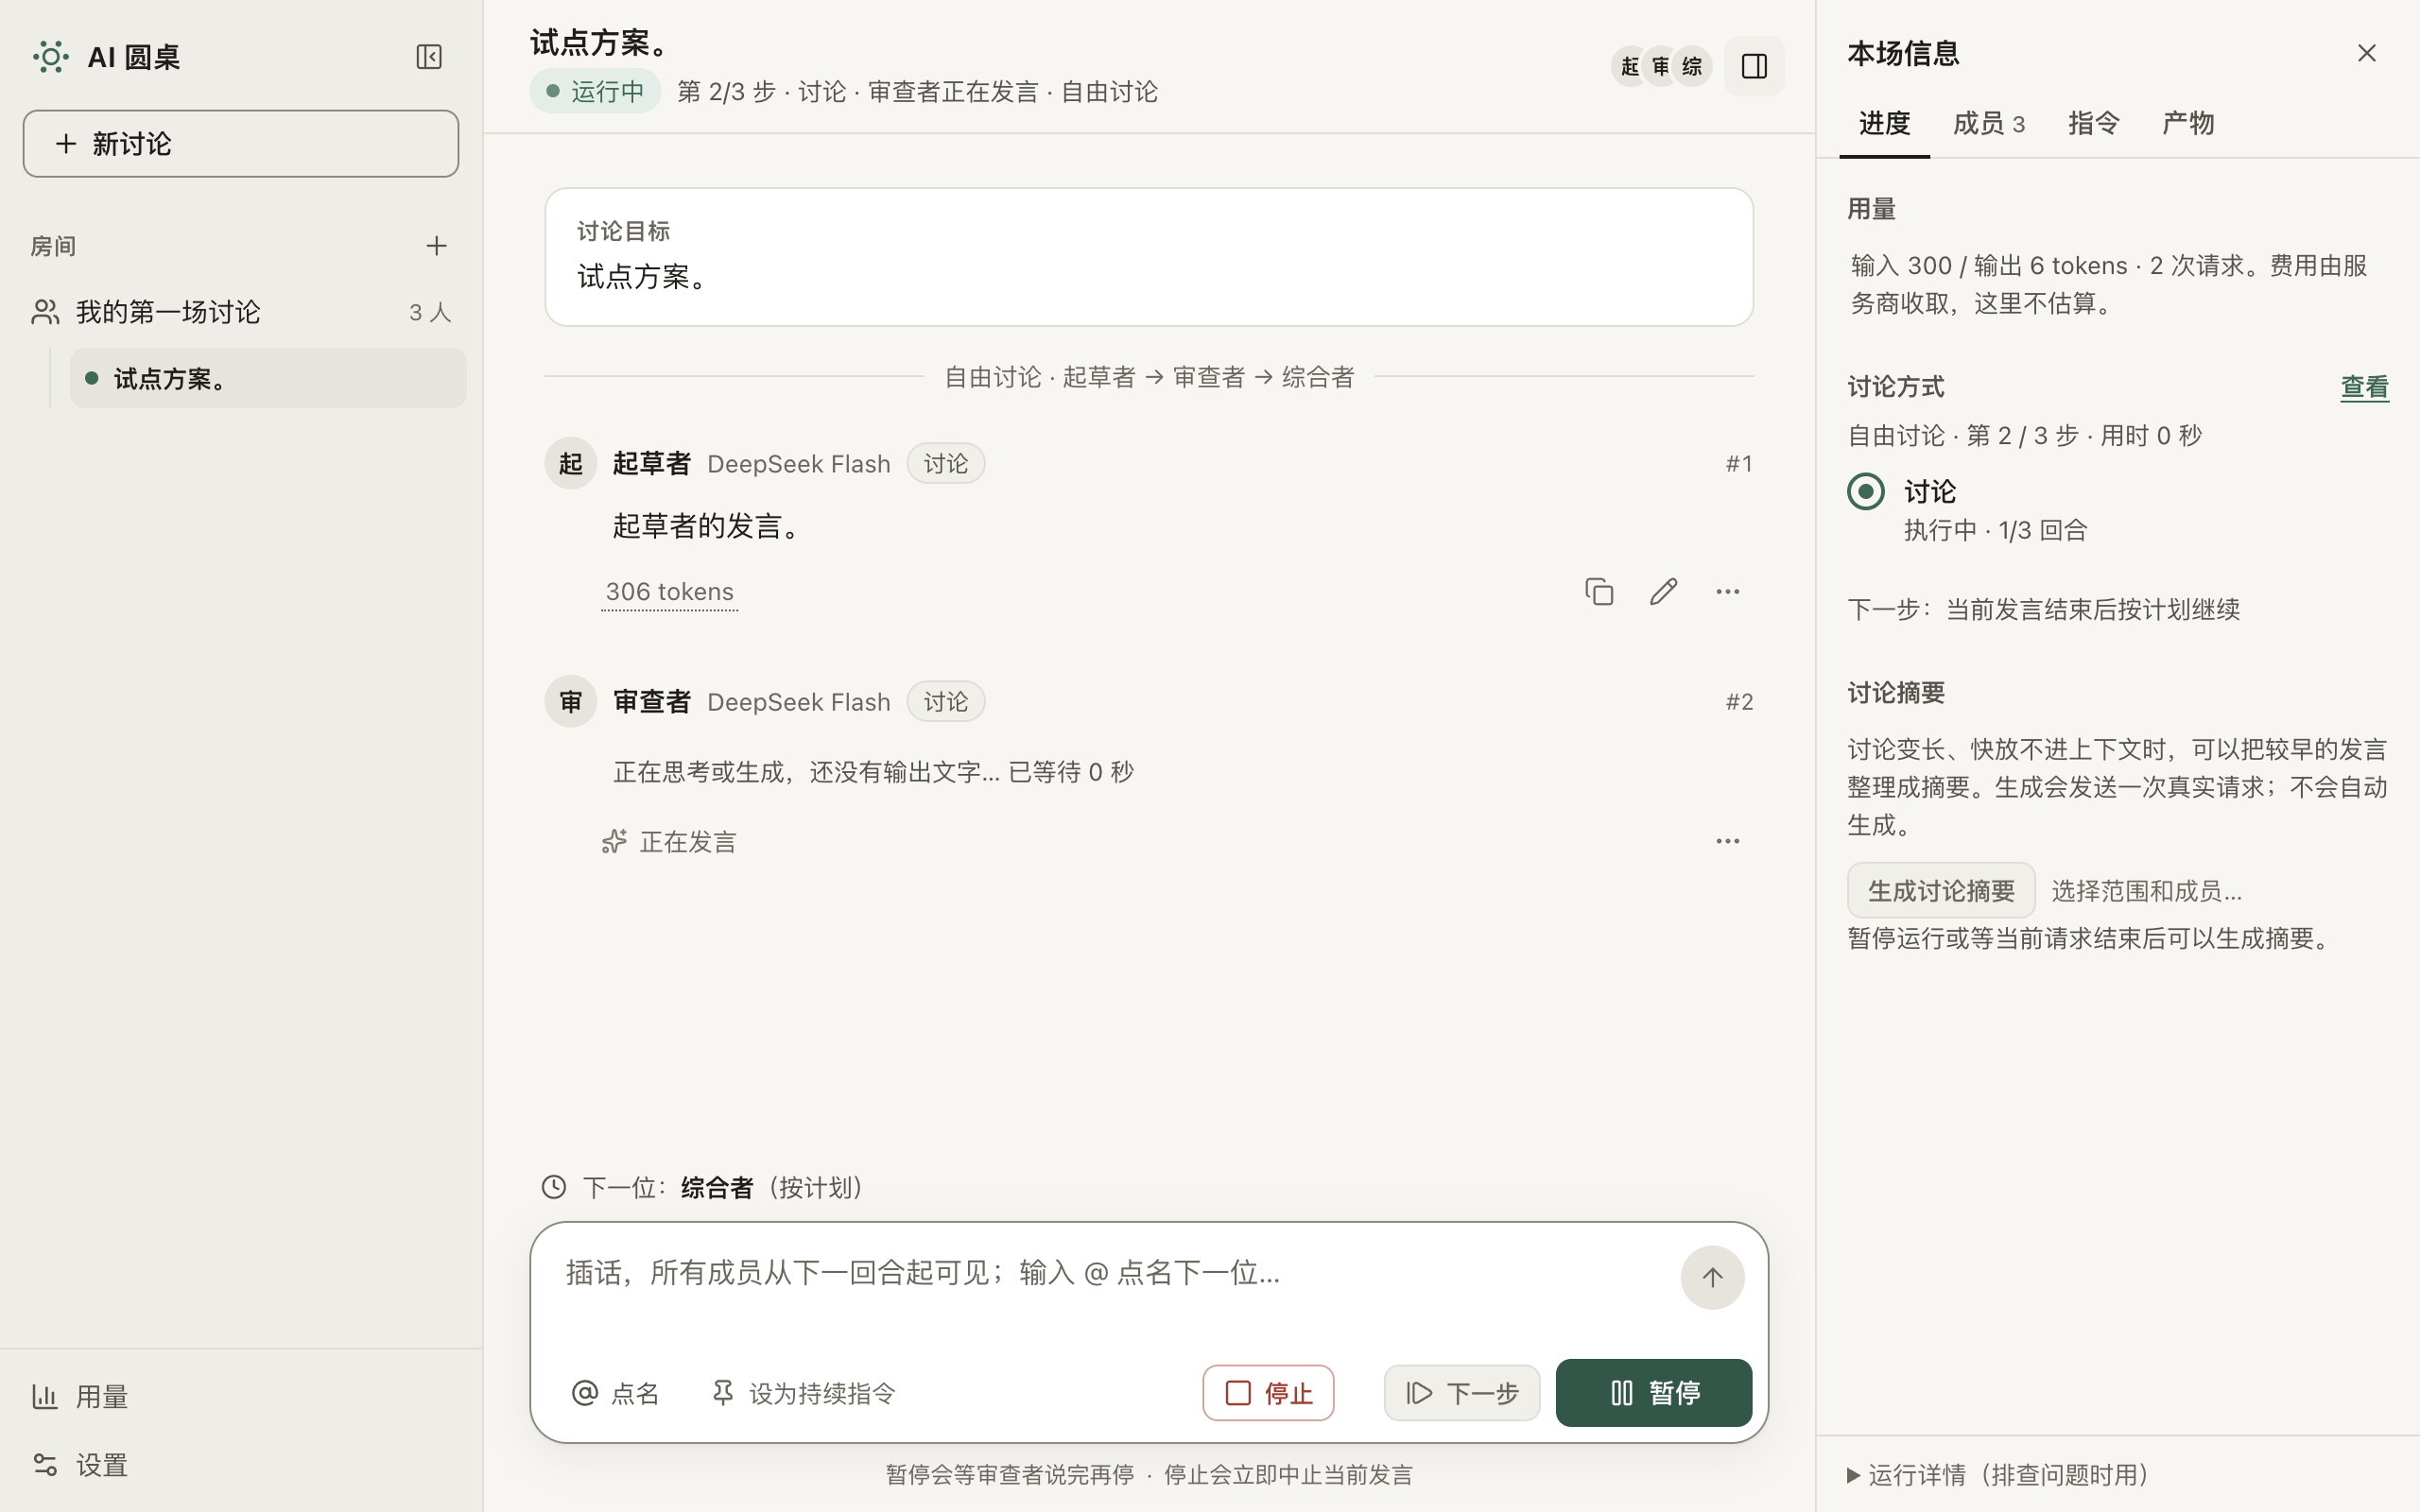 AI 圆桌
新讨论
房间
我的第一场讨论 3 人
试点方案。
用量
设置
试点方案。
运行中 第 2/3 步 · 讨论 · 审查者正在发言 · 自由讨论
起 审 综
讨论目标
试点方案。
自由讨论 · 起草者 → 审查者 → 综合者
起 起草者 DeepSeek Flash 讨论 #1
起草者的发言。
306 tokens
审 审查者 DeepSeek Flash 讨论 #2
正在思考或生成，还没有输出文字... 已等待 0 秒
正在发言
下一位：综合者（按计划）
插话，所有成员从下一回合起可见；输入 @ 点名下一位...
点名 设为持续指令 停止 下一步 暂停
暂停会等审查者说完再停 · 停止会立即中止当前发言
本场信息
进度 成员 3 指令 产物
用量
输入 300 / 输出 6 tokens · 2 次请求。费用由服
务商收取，这里不估算。
讨论方式 查看
自由讨论 · 第 2 / 3 步 · 用时 0 秒
讨论
执行中 · 1/3 回合
下一步：当前发言结束后按计划继续
讨论摘要
讨论变长、快放不进上下文时，可以把较早的发言
整理成摘要。生成会发送一次真实请求；不会自动
生成。
生成讨论摘要 选择范围和成员...
暂停运行或等当前请求结束后可以生成摘要。
运行详情（排查问题时用）